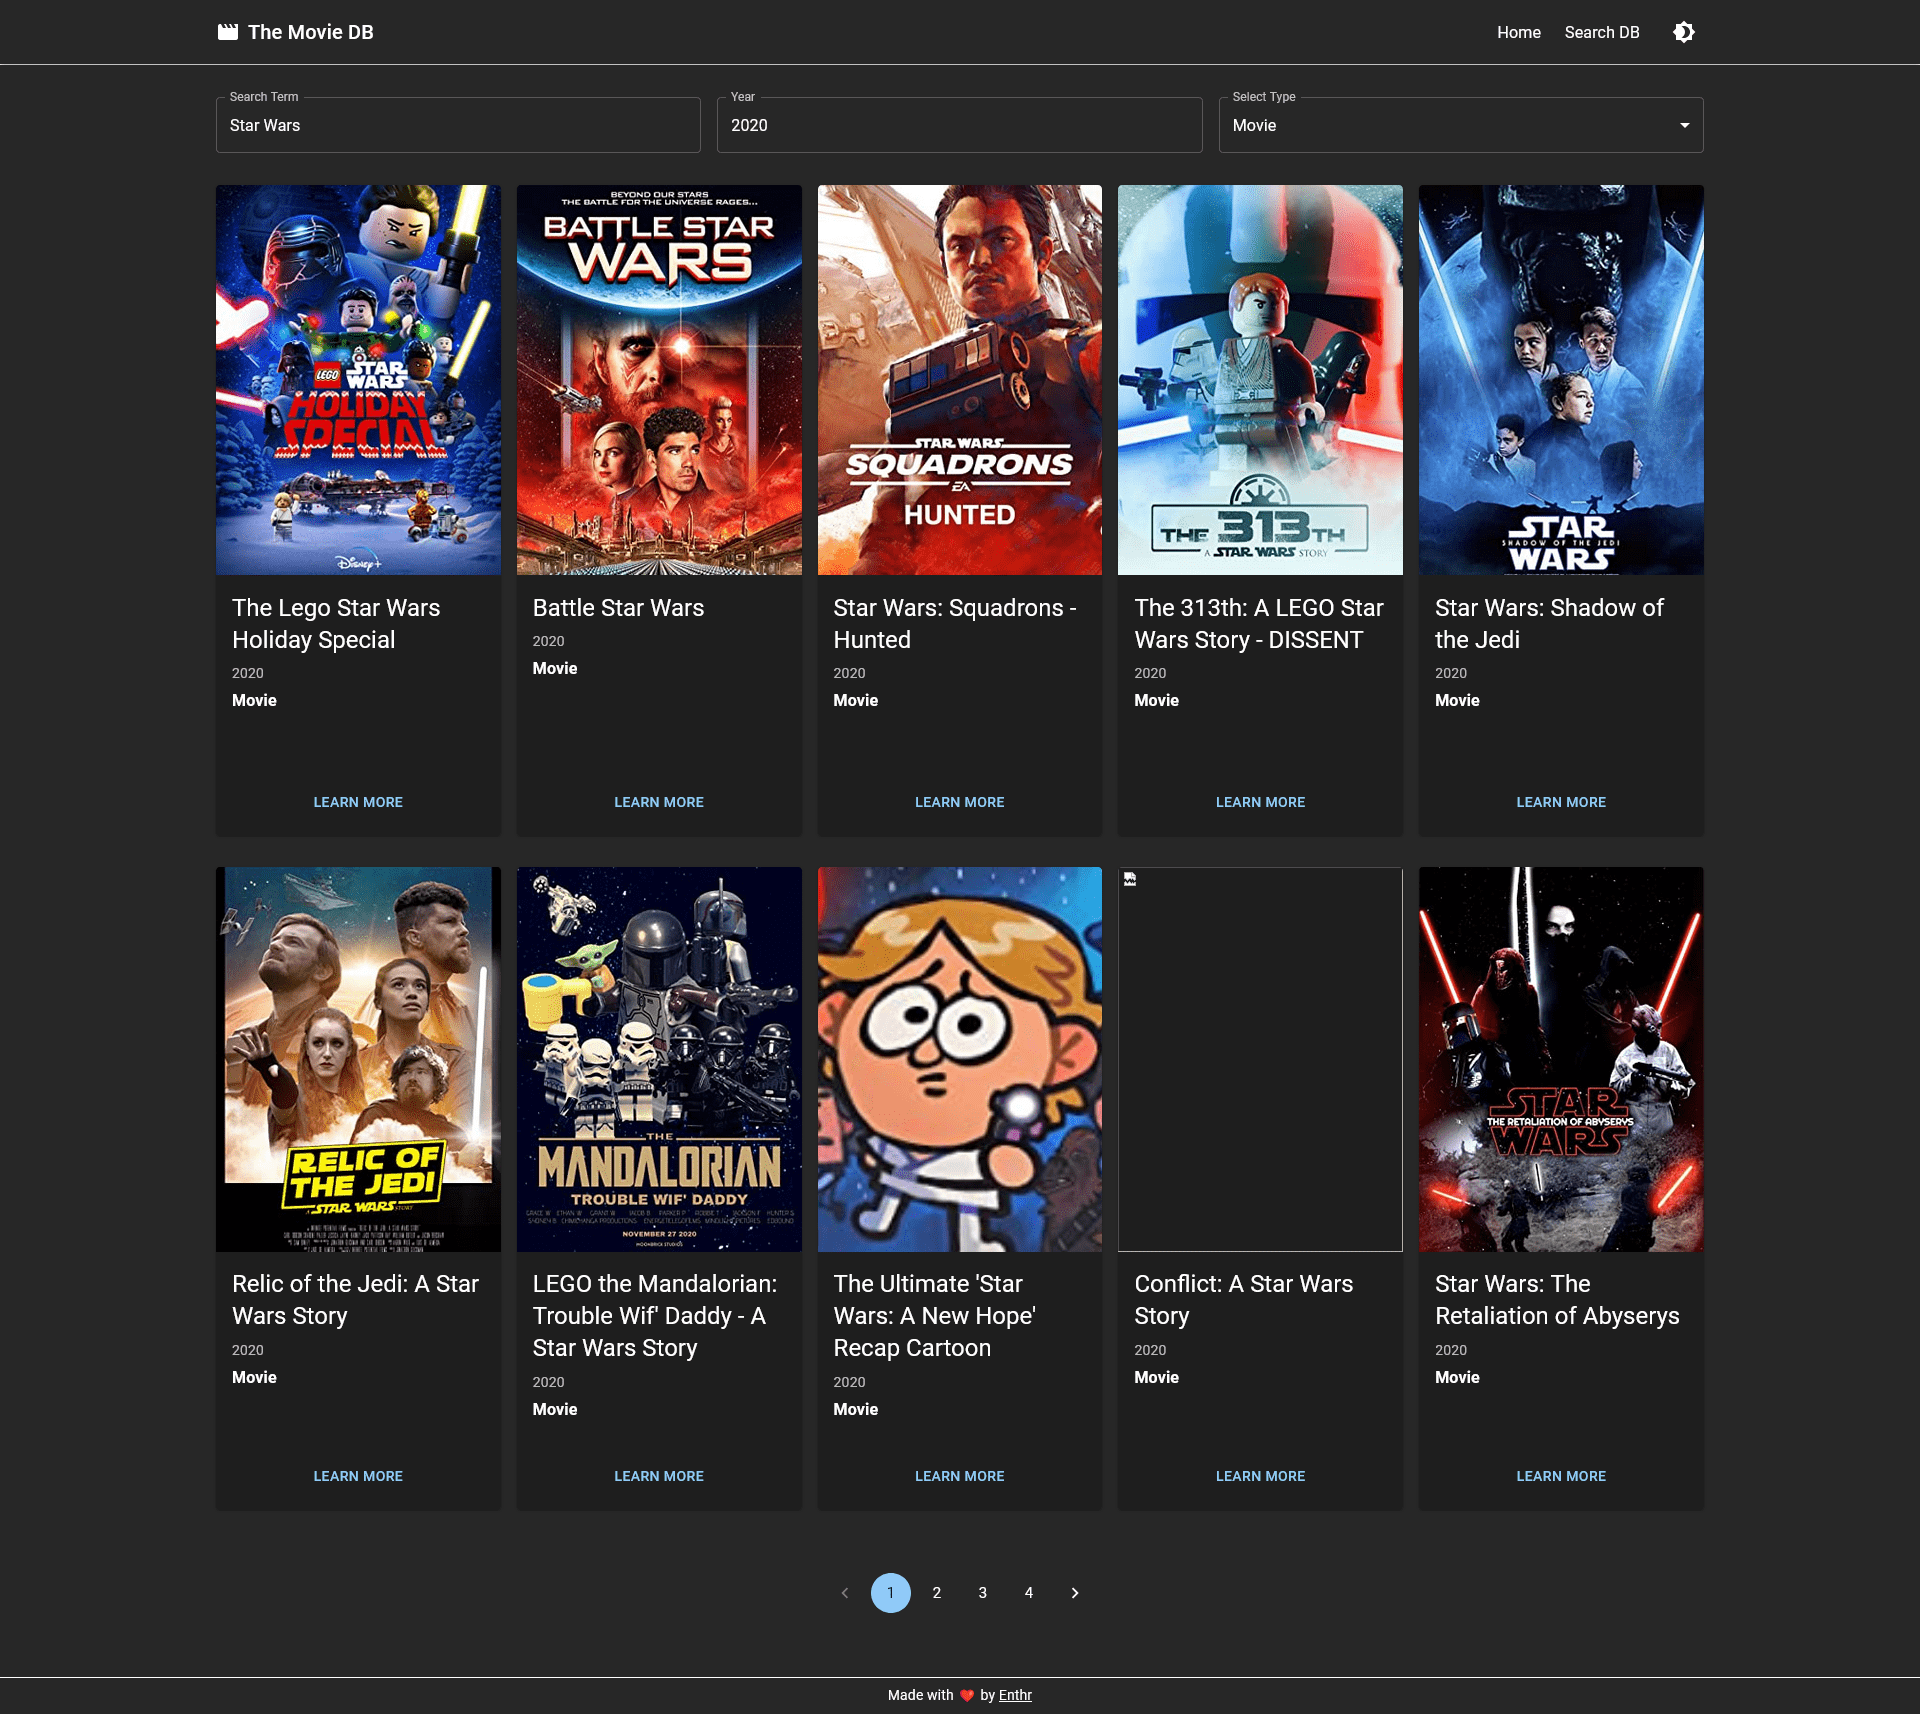 The Movie DB
Home
Search DB
Search Term
Star Wars
Year
2020
Select Type
Movie
LEGO STAR WARS
HOLIDAY
SPECIAL
Disney+
BEYOND OUR STARS
THE BATTLE FOR THE UNIVERSE RAGES...
BATTLE STAR
WARS
STAR WARS
SQUADRONS
EA
HUNTED
THE 313TH
A STAR WARS STORY
STAR
SHADOW OF THE JEDI
WARS
The Lego Star Wars
Holiday Special
2020
Movie
LEARN MORE
Battle Star Wars
2020
Movie
LEARN MORE
Star Wars: Squadrons -
Hunted
2020
Movie
LEARN MORE
The 313th: A LEGO Star
Wars Story - DISSENT
2020
Movie
LEARN MORE
Star Wars: Shadow of
the Jedi
2020
Movie
LEARN MORE
RELIC OF
THE JEDI
A STAR WARS STORY
THE
MANDALORIAN
TROUBLE WIF' DADDY
NOVEMBER 27 2020
STAR
THE RETALIATION OF ABYSERYS
WARS
Relic of the Jedi: A Star
Wars Story
2020
Movie
LEARN MORE
LEGO the Mandalorian:
Trouble Wif' Daddy - A
Star Wars Story
2020
Movie
LEARN MORE
The Ultimate 'Star
Wars: A New Hope'
Recap Cartoon
2020
Movie
LEARN MORE
Conflict: A Star Wars
Story
2020
Movie
LEARN MORE
Star Wars: The
Retaliation of Abyserys
2020
Movie
LEARN MORE
1 2 3 4
Made with ❤️ by Enthr